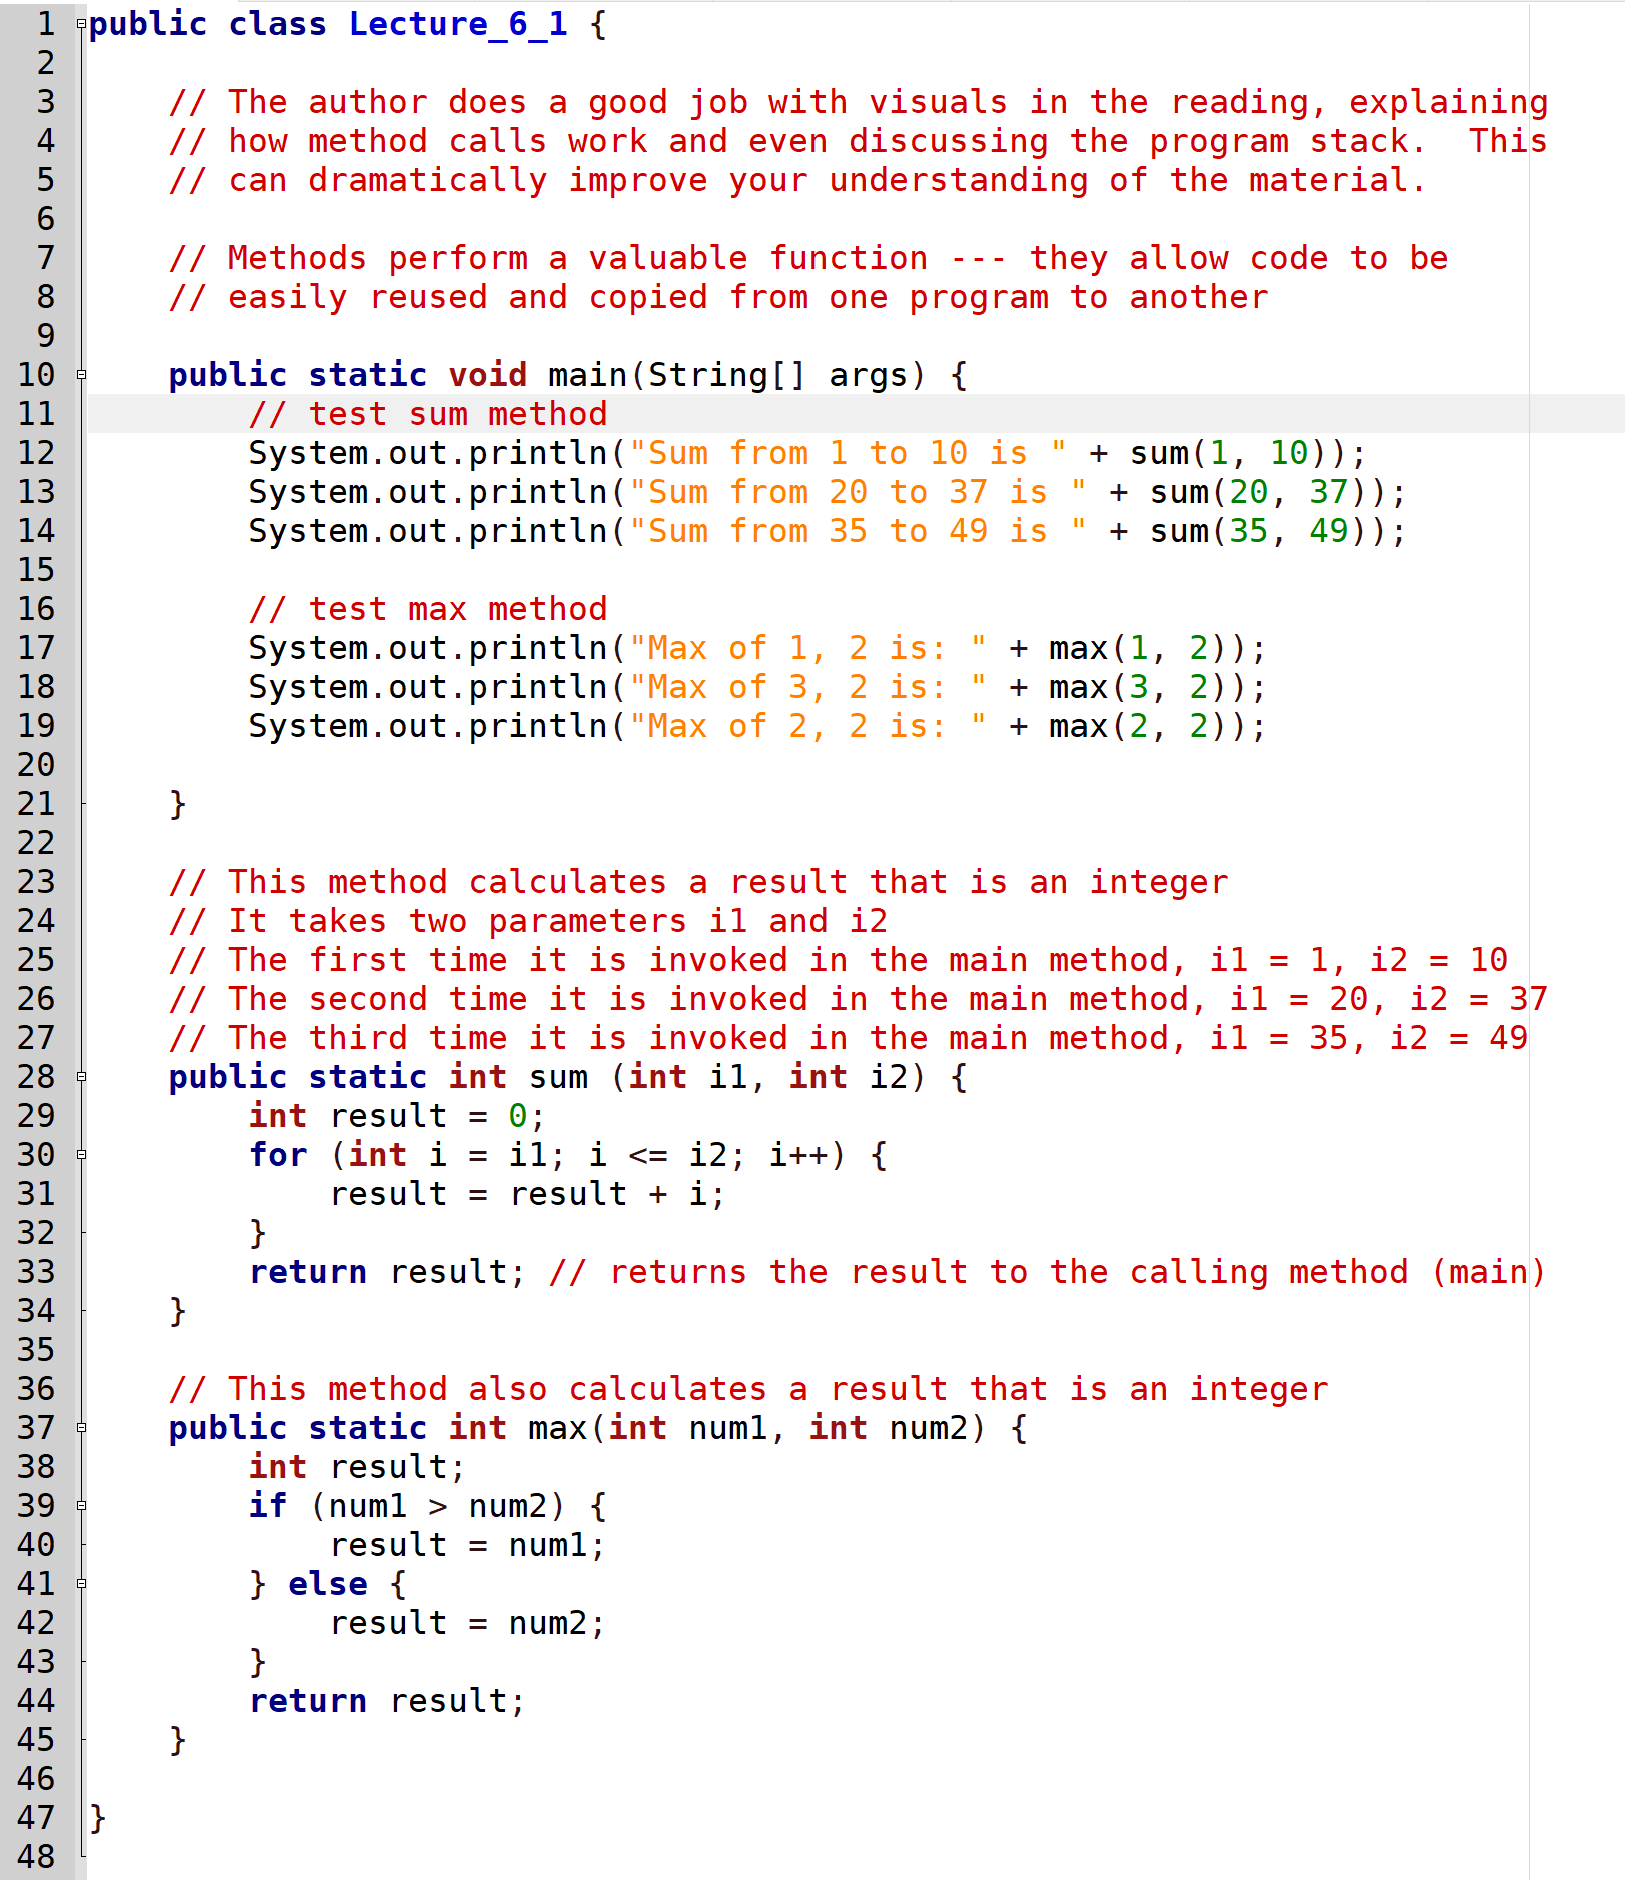 1 public class Lecture_6_1 {
2
3     // The author does a good job with visuals in the reading, explaining
4     // how method calls work and even discussing the program stack.  This
5     // can dramatically improve your understanding of the material.
6
7     // Methods perform a valuable function --- they allow code to be
8     // easily reused and copied from one program to another
9
10     public static void main(String[] args) {
11         // test sum method
12         System.out.println("Sum from 1 to 10 is " + sum(1, 10));
13         System.out.println("Sum from 20 to 37 is " + sum(20, 37));
14         System.out.println("Sum from 35 to 49 is " + sum(35, 49));
15
16         // test max method
17         System.out.println("Max of 1, 2 is: " + max(1, 2));
18         System.out.println("Max of 3, 2 is: " + max(3, 2));
19         System.out.println("Max of 2, 2 is: " + max(2, 2));
20
21     }
22
23     // This method calculates a result that is an integer
24     // It takes two parameters i1 and i2
25     // The first time it is invoked in the main method, i1 = 1, i2 = 10
26     // The second time it is invoked in the main method, i1 = 20, i2 = 37
27     // The third time it is invoked in the main method, i1 = 35, i2 = 49
28     public static int sum (int i1, int i2) {
29         int result = 0;
30         for (int i = i1; i <= i2; i++) {
31             result = result + i;
32         }
33         return result; // returns the result to the calling method (main)
34     }
35
36     // This method also calculates a result that is an integer
37     public static int max(int num1, int num2) {
38         int result;
39         if (num1 > num2) {
40             result = num1;
41         } else {
42             result = num2;
43         }
44         return result;
45     }
46
47 }
48